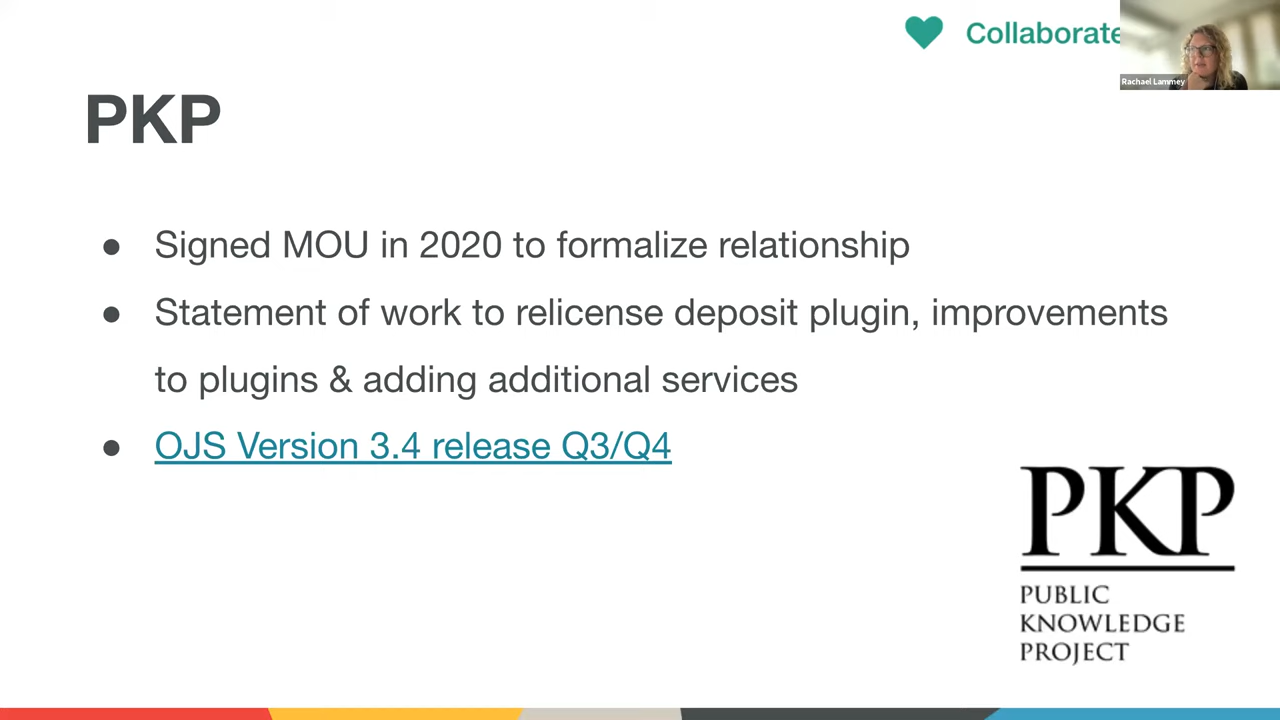 Collaborate
Rachael Lammey
PKP
● Signed MOU in 2020 to formalize relationship
● Statement of work to relicense deposit plugin, improvements
to plugins & adding additional services
● OJS Version 3.4 release Q3/Q4
PKP
PUBLIC
KNOWLEDGE
PROJECT